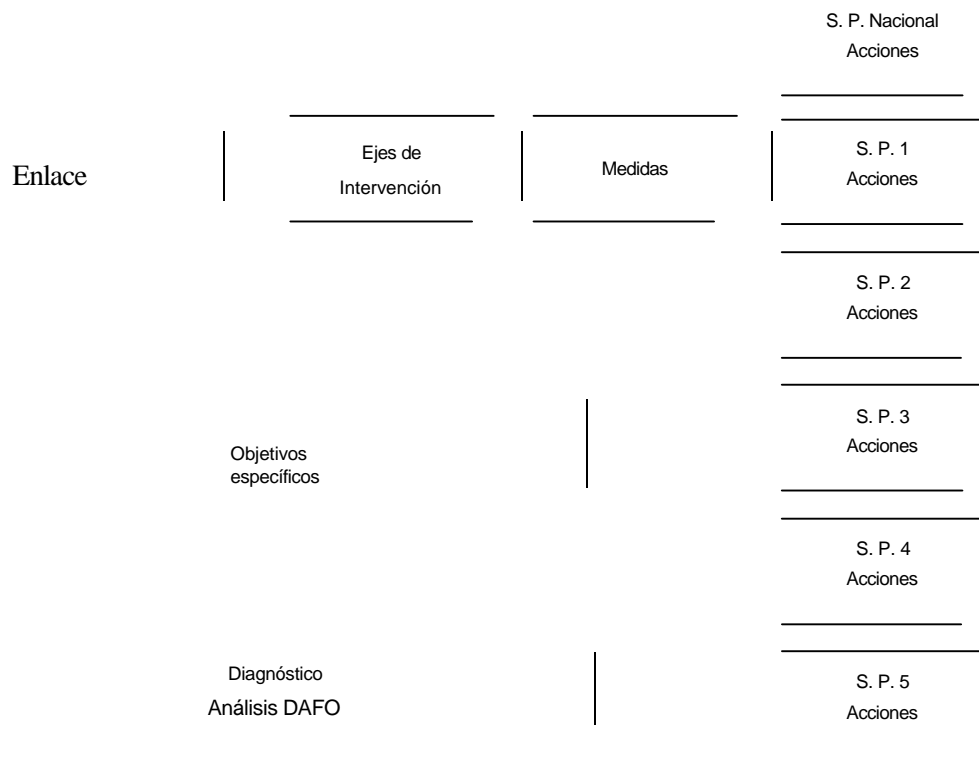 S. P. Nacional
Acciones
Enlace
Ejes de
Intervención
Medidas
S. P. 1
Acciones
S. P. 2
Acciones
Objetivos
específicos
S. P. 3
Acciones
S. P. 4
Acciones
Diagnóstico
Análisis DAFO
S. P. 5
Acciones